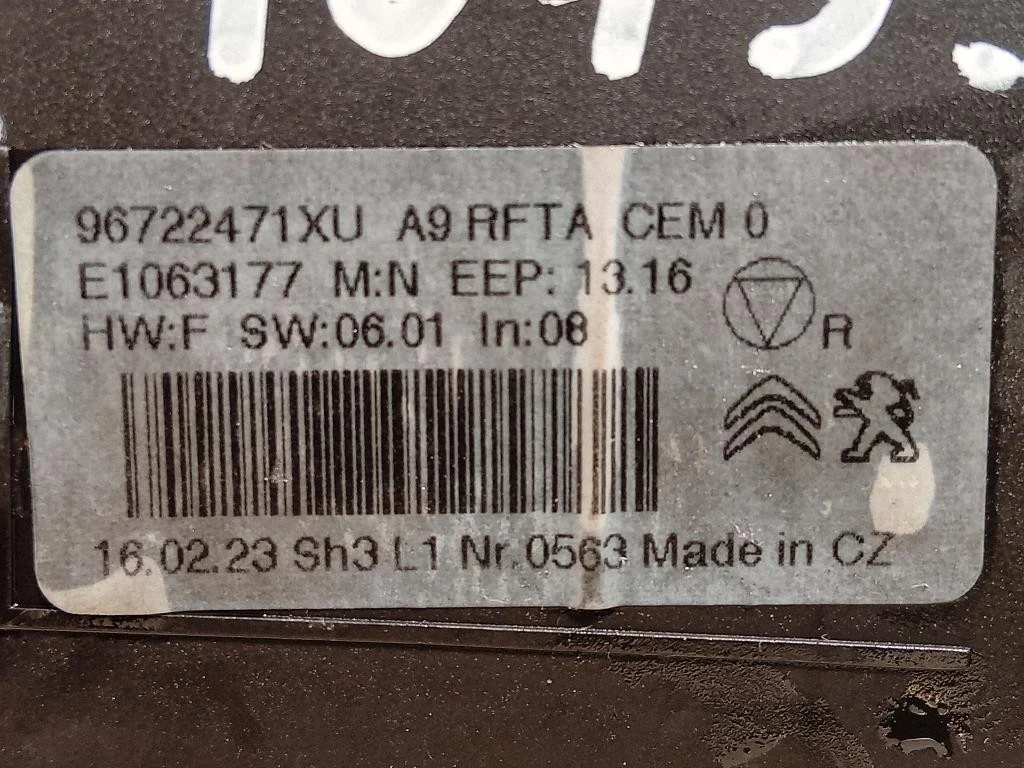 96722471XU A9 RFTA CEM 0
E1063177 M:N EEP: 13.16
HW:F SW:06.01 In:08
R
16.02.23 Sh3 L1 Nr.0563 Made in CZ